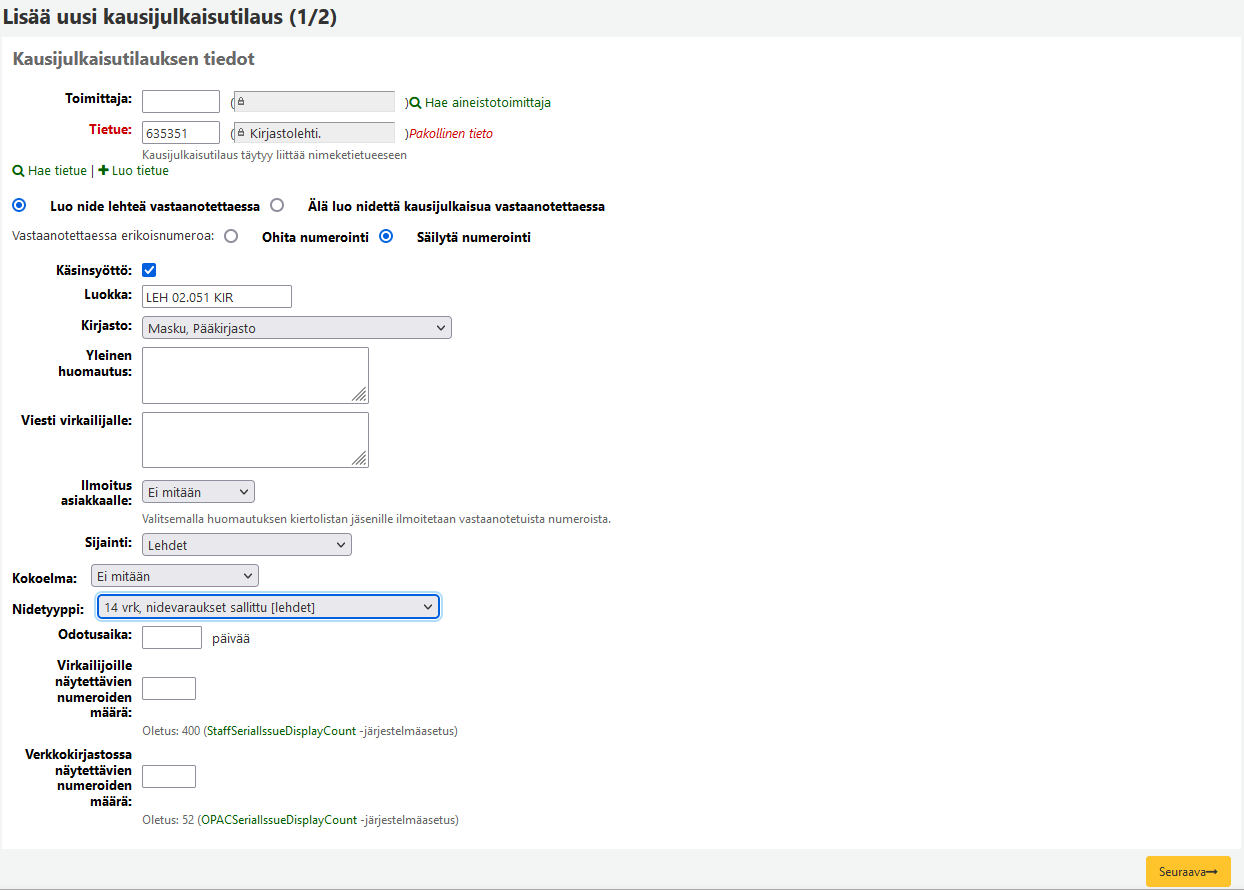 Lisää uusi kausijulkaisutilaus (1/2)
Kausijulkaisutilauksen tiedot
Toimittaja: ( ) Hae aineistotoimittaja
Tietue: 635351 ( Kirjastolehti. )Pakollinen tieto
Kausijulkaisutilaus täytyy liittää nimeketietueeseen
Hae tietue | Luo tietue
Luo nide lehteä vastaanotettaessa Älä luo nidettä kausijulkaisua vastaanotettaessa
Vastaanotettaessa erikoisnumeroa: Ohita numerointi Säilytä numerointi
Käsinsyöttö:
Luokka: LEH 02.051 KIR
Kirjasto: Masku, Pääkirjasto
Yleinen
huomautus:
Viesti virkailijalle:
Ilmoitus
asiakkaalle: Ei mitään
Valitsemalla huomautuksen kiertolistan jäsenille ilmoitetaan vastaanotetuista numeroista.
Sijainti: Lehdet
Kokoelma: Ei mitään
Nidetyyppi: 14 vrk, nidevaraukset sallittu [lehdet]
Odotusaika: päivää
Virkailijoille
näytettävien
numeroiden
määrä:
Oletus: 400 (StaffSerialIssueDisplayCount -järjestelmäasetus)
Verkkokirjastossa
näytettävien
numeroiden
määrä:
Oletus: 52 (OPACSerialIssueDisplayCount -järjestelmäasetus)
Seuraava→